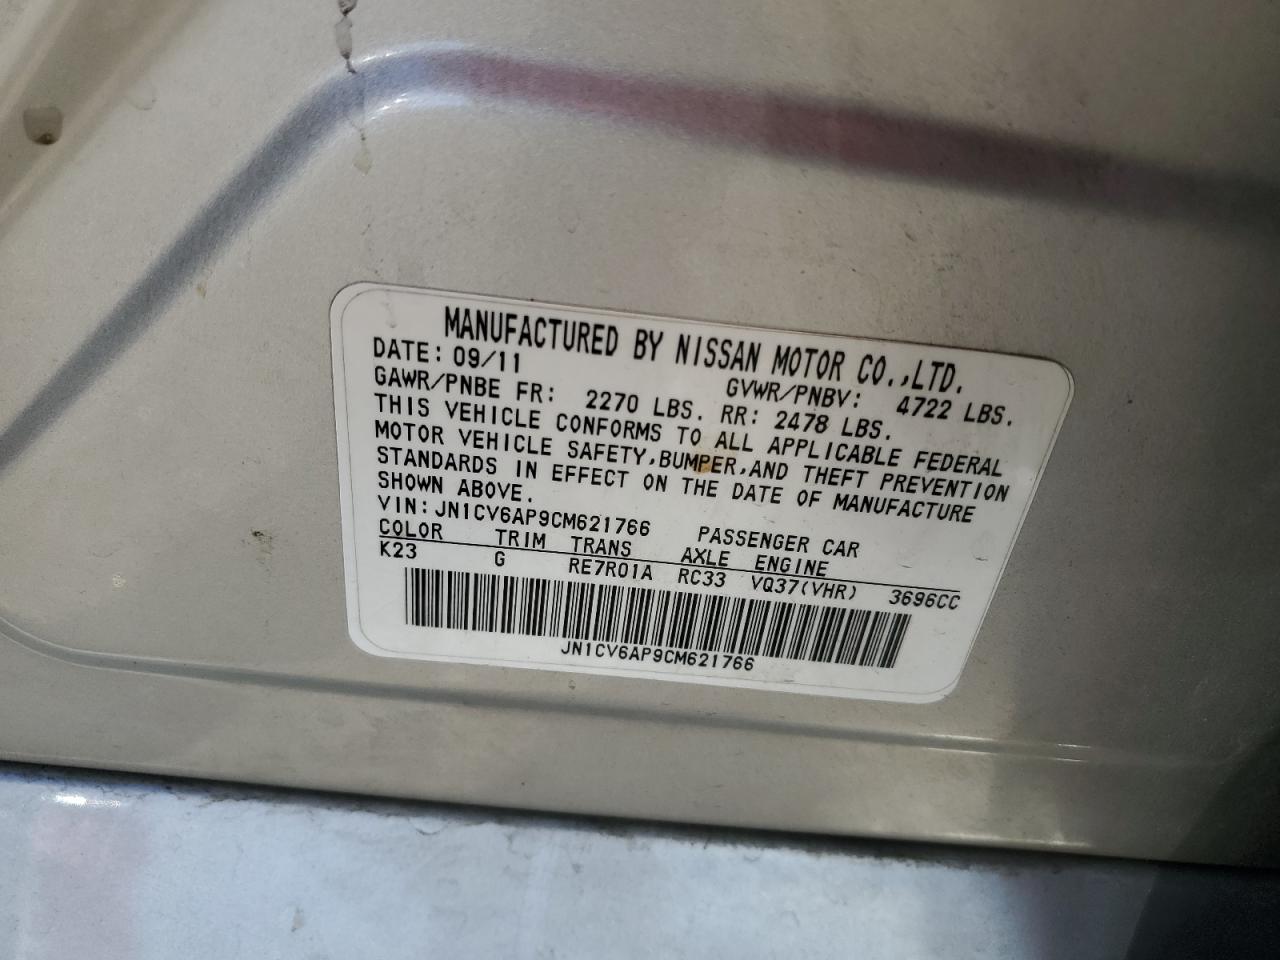 MANUFACTURED BY NISSAN MOTOR CO.,LTD.
DATE: 09/11 GVWR/PNBV: 4722 LBS.
GAWR/PNBE FR: 2270 LBS. RR: 2478 LBS.
THIS VEHICLE CONFORMS TO ALL APPLICABLE FEDERAL
MOTOR VEHICLE SAFETY,BUMPER,AND THEFT PREVENTION
STANDARDS IN EFFECT ON THE DATE OF MANUFACTURE
SHOWN ABOVE.
VIN:JN1CV6AP9CM621766 PASSENGER CAR
COLOR TRIM TRANS AXLE ENGINE
K23 G RE7R01A RC33 VQ37(VHR) 3696CC
JN1CV6AP9CM621766